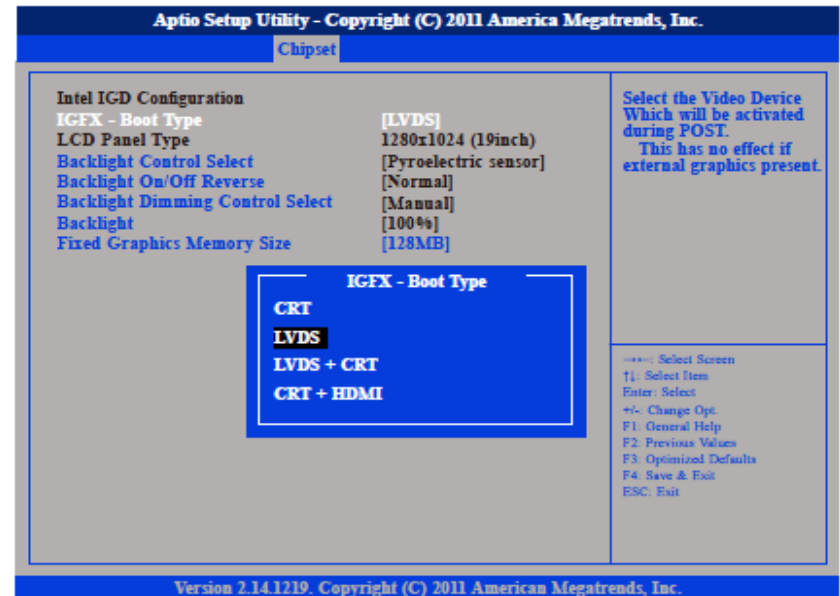 Aptio Setup Utility - Copyright (C) 2011 America Megatrends, Inc.
Chipset
Intel IGD Configuration
IGFX - Boot Type [LVDS]
LCD Panel Type 1280x1024 (19inch)
Backlight Control Select [Pyroelectric sensor]
Backlight On/Off Reverse [Normal]
Backlight Dimming Control Select [Manual]
Backlight [100%]
Fixed Graphics Memory Size [128MB]
IGFX - Boot Type
CRT
LVDS
LVDS + CRT
CRT + HDMI
Select the Video Device
Which will be activated
during POST.
This has no effect if
external graphics present.
→←: Select Screen
↑↓: Select Item
Enter: Select
+/-: Change Opt.
F1: General Help
F2: Previous Values
F3: Optimized Defaults
F4: Save & Exit
ESC: Exit
Version 2.14.1219. Copyright (C) 2011 American Megatrends, Inc.